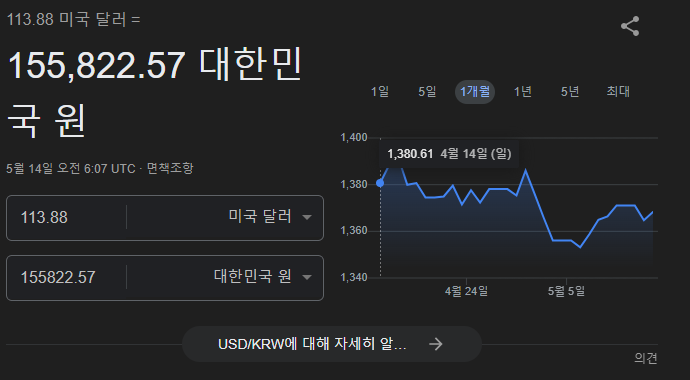 113.88 미국 달러 =
155,822.57 대한민
국 원
5월 14일 오전 6:07 UTC · 면책조항
113.88 미국 달러
155822.57 대한민국 원
1일 5일 1개월 1년 5년 최대
1,400
1,380.61 4월 14일 (일)
1,380
1,360
1,340
4월 24일 5월 5일
USD/KRW에 대해 자세히 알...
의견